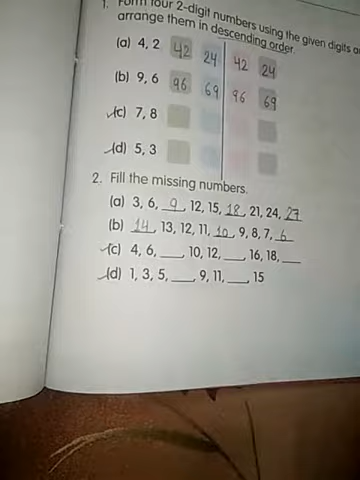 1. Form four 2-digit numbers using the given digits a
arrange them in descending order.
(a) 4, 2 42 24 42 24
(b) 9, 6 96 69 96 69
(c) 7, 8
(d) 5, 3
2. Fill the missing numbers.
(a) 3, 6, 9, 12, 15, 18, 21, 24, 27
(b) 14, 13, 12, 11, 10, 9, 8, 7, 6
(c) 4, 6, ___, 10, 12, ___, 16, 18, ___
(d) 1, 3, 5, ___, 9, 11, ___, 15